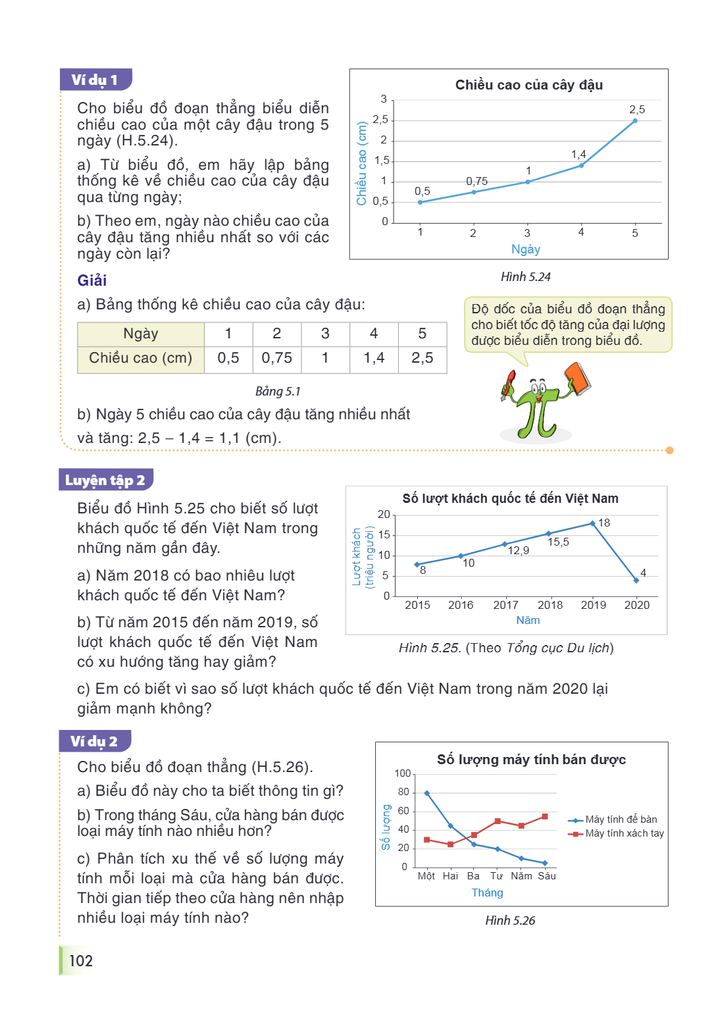 Ví dụ 1
Cho biểu đồ đoạn thẳng biểu diễn
chiều cao của một cây đậu trong 5
ngày (H.5.24).
a) Từ biểu đồ, em hãy lập bảng
thống kê về chiều cao của cây đậu
qua từng ngày;
b) Theo em, ngày nào chiều cao của
cây đậu tăng nhiều nhất so với các
ngày còn lại?
Chiều cao của cây đậu
Chiều cao (cm)
3
2,5
2
1,5
1
0,5
0
0,5
0,75
1
1,4
2,5
1 2 3 4 5
Ngày
Hình 5.24
Giải
a) Bảng thống kê chiều cao của cây đậu:
Ngày 1 2 3 4 5
Chiều cao (cm) 0,5 0,75 1 1,4 2,5
Bảng 5.1
b) Ngày 5 chiều cao của cây đậu tăng nhiều nhất
và tăng: 2,5 – 1,4 = 1,1 (cm).
Độ dốc của biểu đồ đoạn thẳng
cho biết tốc độ tăng của đại lượng
được biểu diễn trong biểu đồ.
Luyện tập 2
Biểu đồ Hình 5.25 cho biết số lượt
khách quốc tế đến Việt Nam trong
những năm gần đây.
a) Năm 2018 có bao nhiêu lượt
khách quốc tế đến Việt Nam?
b) Từ năm 2015 đến năm 2019, số
lượt khách quốc tế đến Việt Nam
có xu hướng tăng hay giảm?
Số lượt khách quốc tế đến Việt Nam
Lượt khách
(triệu người)
20
15
10
5
0
8
10
12,9
15,5
18
4
2015 2016 2017 2018 2019 2020
Năm
Hình 5.25. (Theo Tổng cục Du lịch)
c) Em có biết vì sao số lượt khách quốc tế đến Việt Nam trong năm 2020 lại
giảm mạnh không?
Ví dụ 2
Cho biểu đồ đoạn thẳng (H.5.26).
a) Biểu đồ này cho ta biết thông tin gì?
b) Trong tháng Sáu, cửa hàng bán được
loại máy tính nào nhiều hơn?
c) Phân tích xu thế về số lượng máy
tính mỗi loại mà cửa hàng bán được.
Thời gian tiếp theo cửa hàng nên nhập
nhiều loại máy tính nào?
Số lượng máy tính bán được
Số lượng
100
80
60
40
20
0
Một Hai Ba Tư Năm Sáu
Tháng
Máy tính để bàn
Máy tính xách tay
Hình 5.26
102